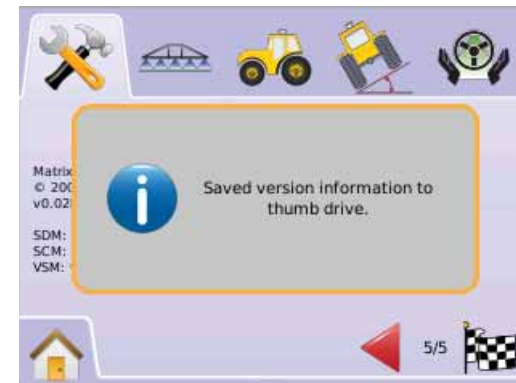 Matrix
© 200
v0.02
SDM:
SCM:
VSM:
Saved version information to
thumb drive.
5/5